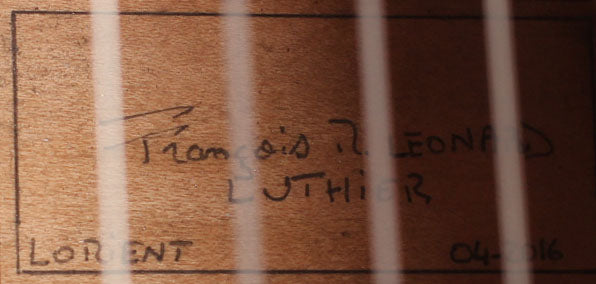 François R. LEONARD
LUTHIER
LORIENT 04-2016